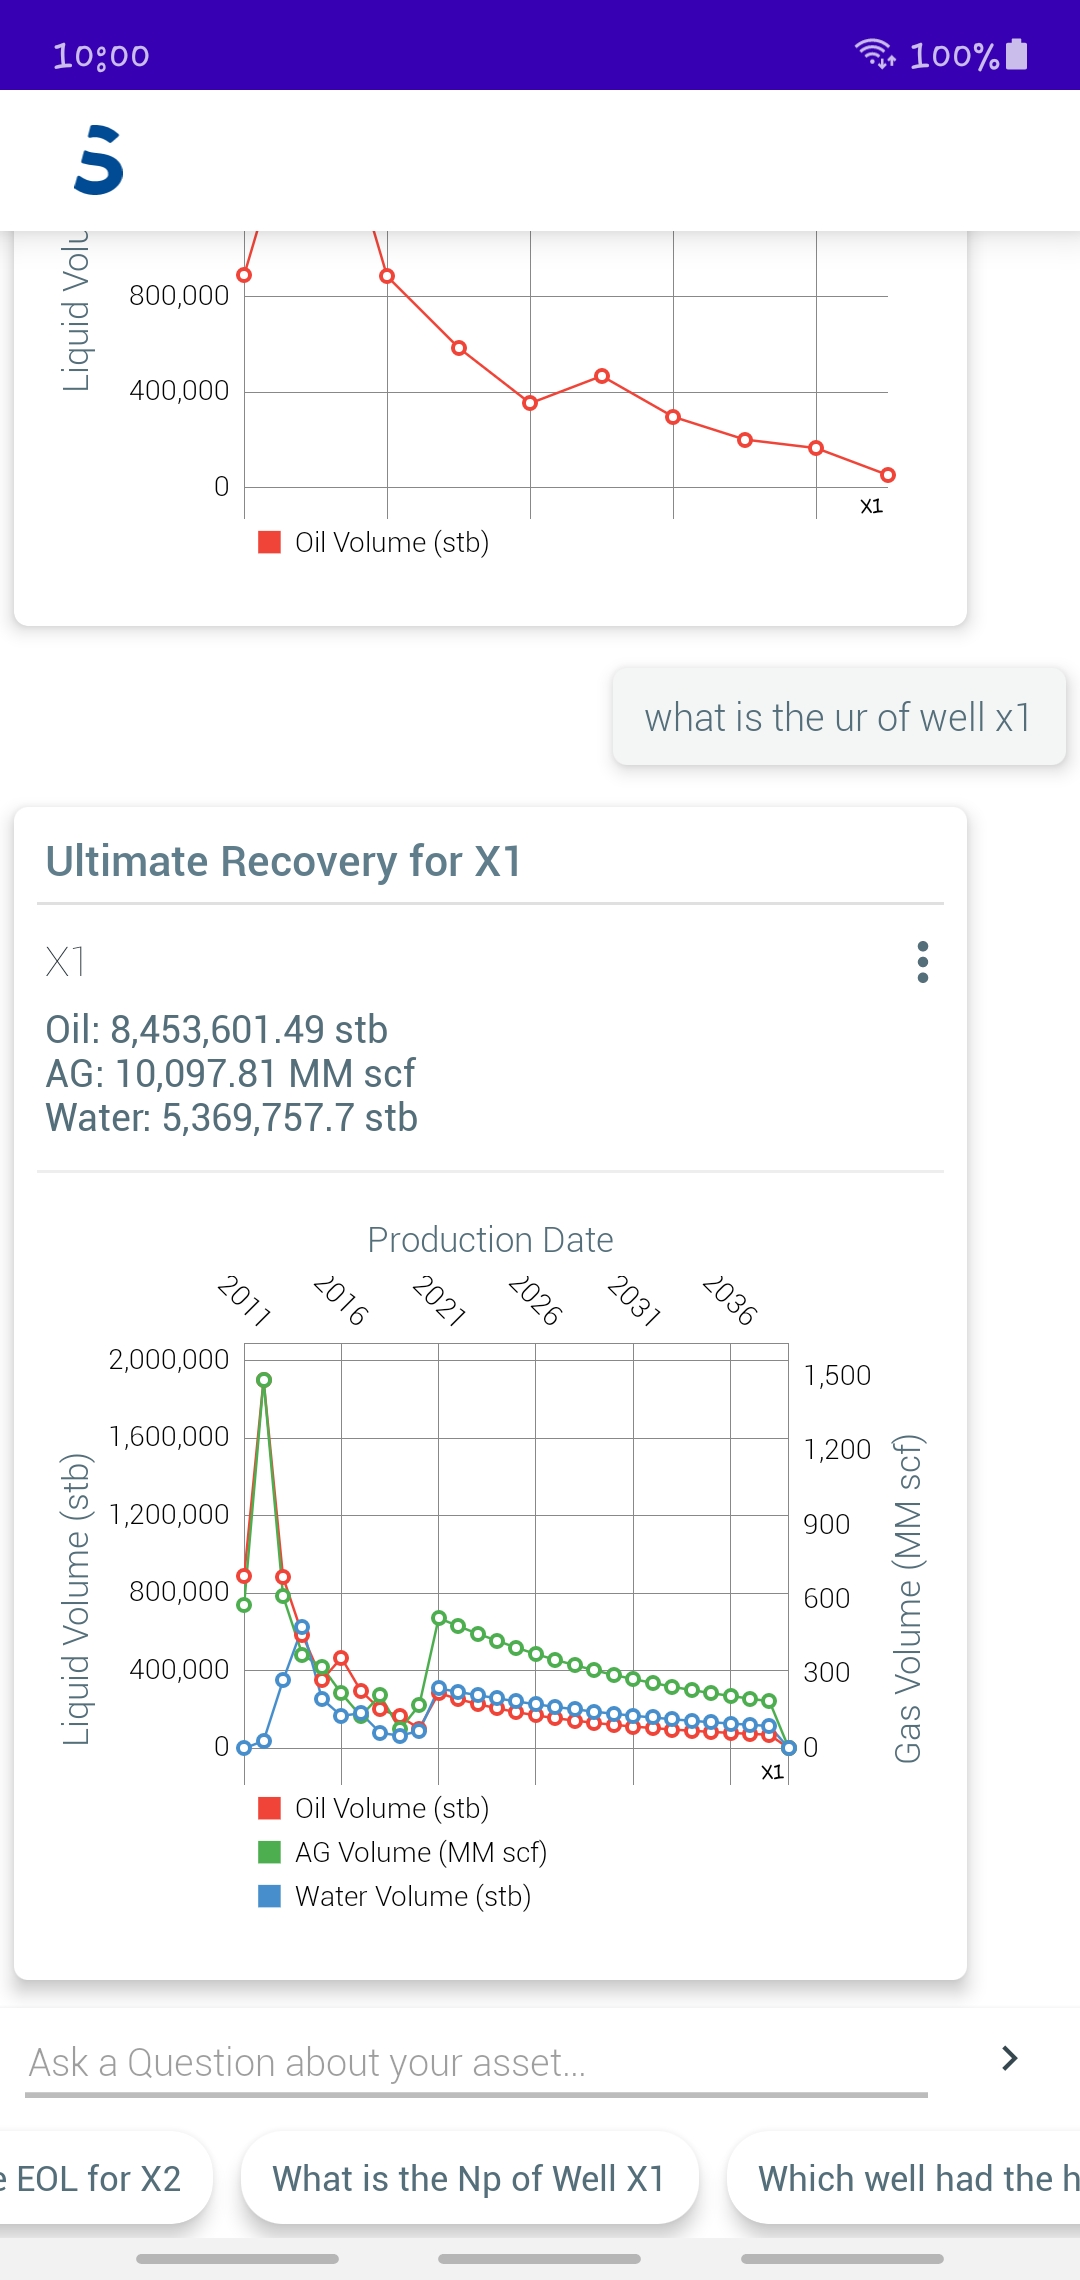 10:00
100%
Liquid Volu
800,000
400,000
0
X1
Oil Volume (stb)
what is the ur of well x1
Ultimate Recovery for X1
X1
Oil: 8,453,601.49 stb
AG: 10,097.81 MM scf
Water: 5,369,757.7 stb
Production Date
2011 2016 2021 2026 2031 2036
Liquid Volume (stb)
2,000,000
1,600,000
1,200,000
800,000
400,000
0
1,500
1,200
900
600
300
0
Gas Volume (MM scf)
X1
Oil Volume (stb)
AG Volume (MM scf)
Water Volume (stb)
Ask a Question about your asset...
e EOL for X2
What is the Np of Well X1
Which well had the h